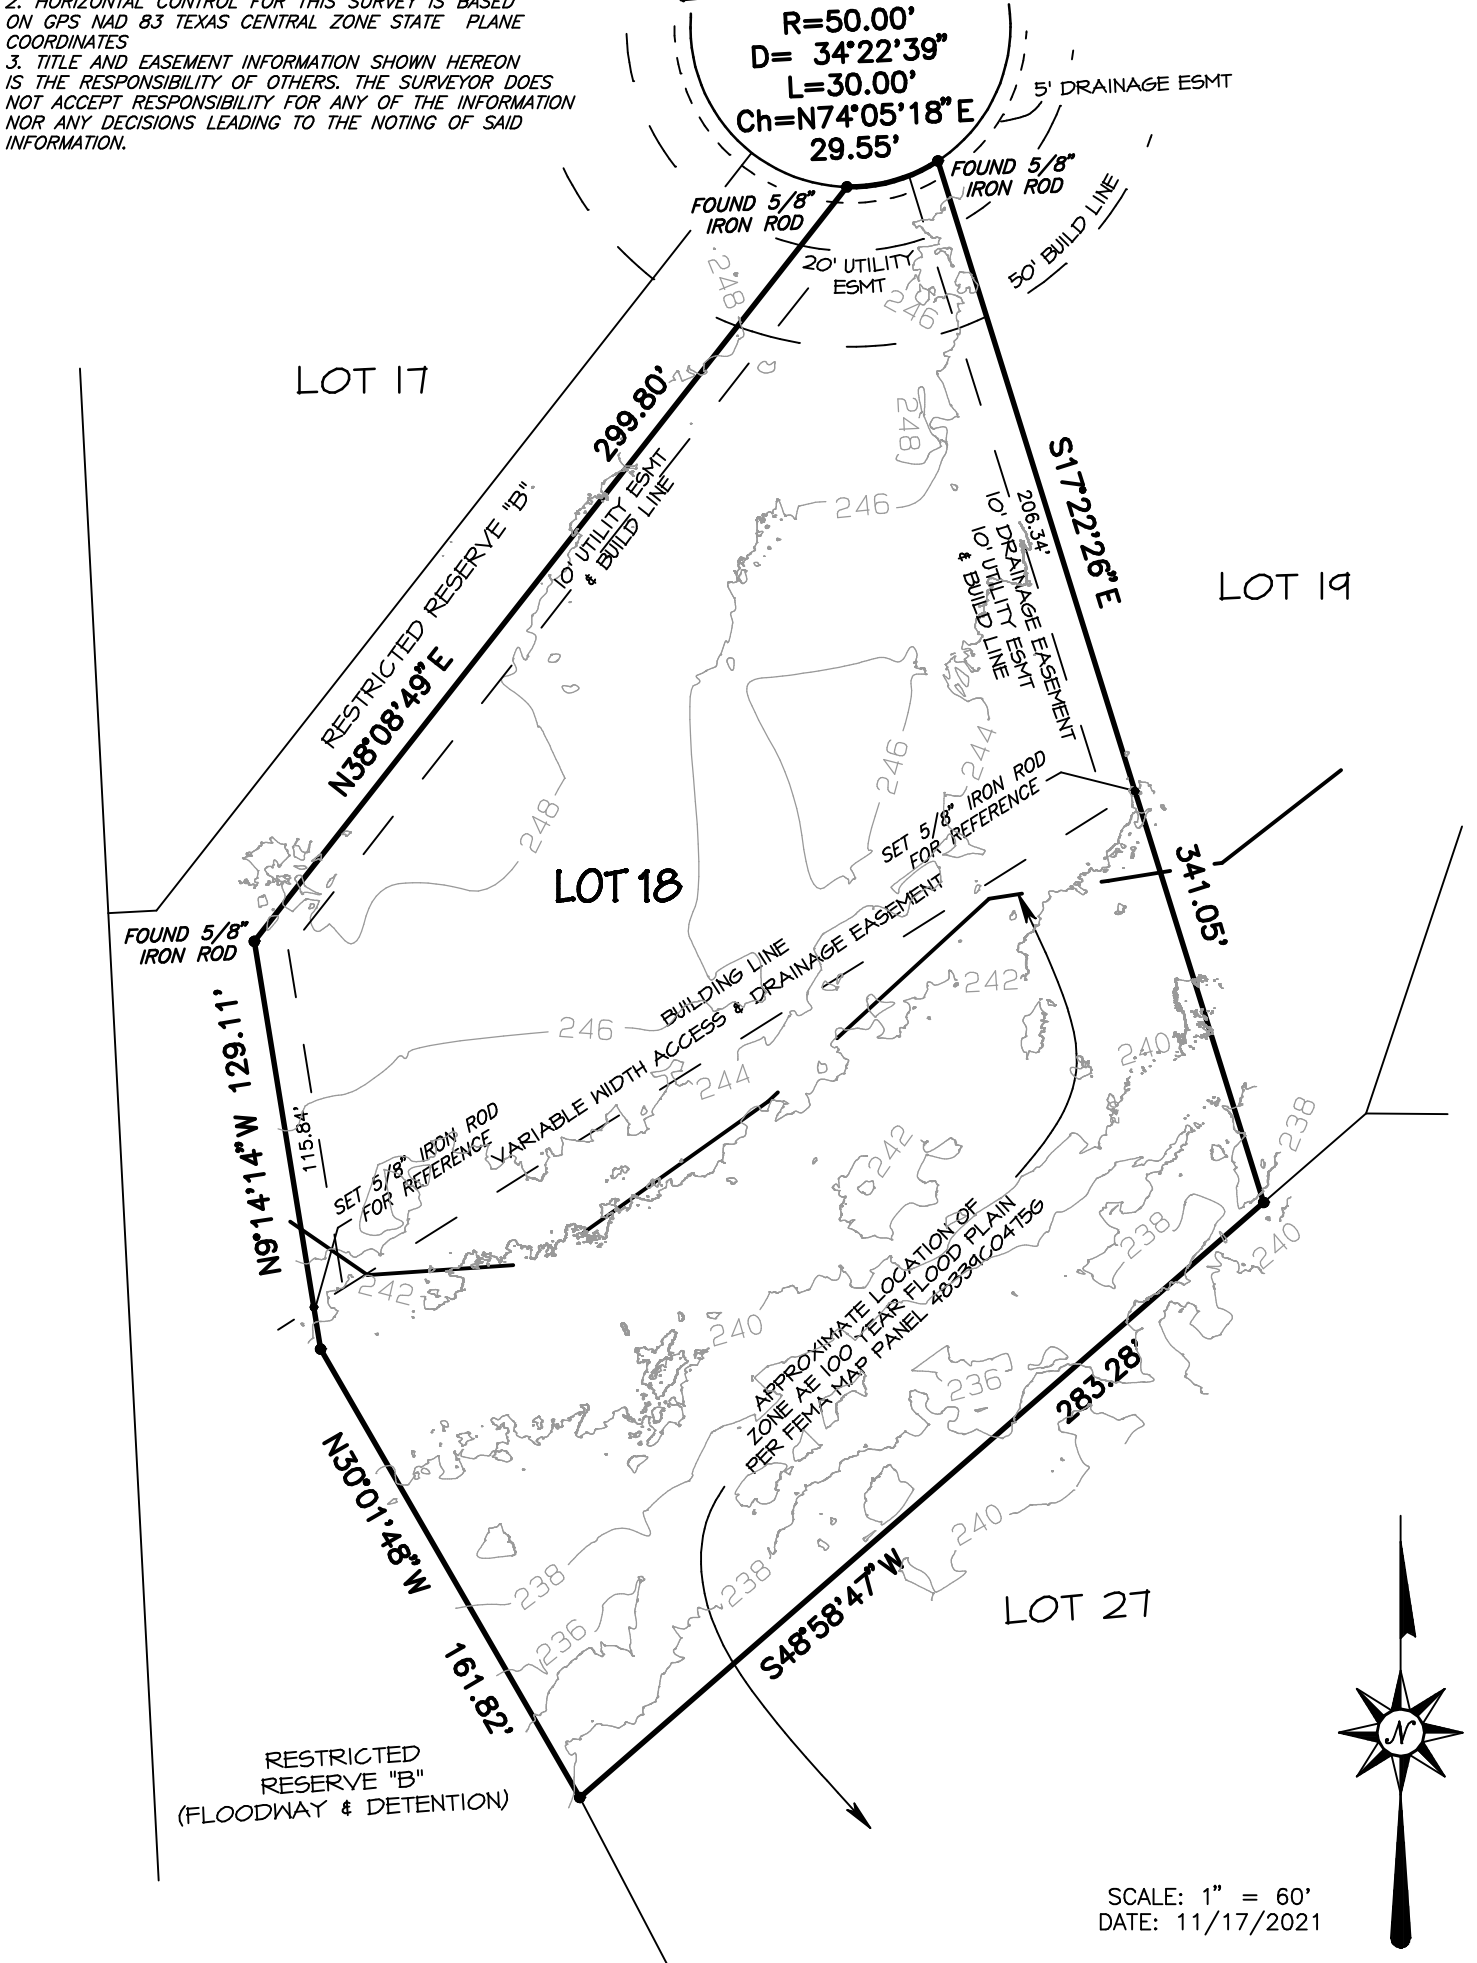 2. HORIZONTAL CONTROL FOR THIS SURVEY IS BASED
ON GPS NAD 83 TEXAS CENTRAL ZONE STATE PLANE
COORDINATES
3. TITLE AND EASEMENT INFORMATION SHOWN HEREON
IS THE RESPONSIBILITY OF OTHERS. THE SURVEYOR DOES
NOT ACCEPT RESPONSIBILITY FOR ANY OF THE INFORMATION
NOR ANY DECISIONS LEADING TO THE NOTING OF SAID
INFORMATION.
R=50.00'
D= 34°22'39"
L=30.00'
Ch=N74°05'18"E
29.55'
5' DRAINAGE ESMT
FOUND 5/8"
IRON ROD
FOUND 5/8"
IRON ROD
50' BUILD LINE
20' UTILITY
ESMT
248
246
LOT 17
299.80'
248
S17°22'26"E
10' UTILITY ESMT
& BUILD LINE
246
206.34'
10' DRAINAGE EASEMENT
10' UTILITY ESMT
& BUILD LINE
LOT 19
RESTRICTED RESERVE "B"
N38°08'49"E
246
244
248
SET 5/8" IRON ROD
FOR REFERENCE
LOT 18
341.05'
FOUND 5/8"
IRON ROD
BUILDING LINE
VARIABLE WIDTH ACCESS & DRAINAGE EASEMENT
242
246
244
240
N9°14'14"W 129.11'
115.84'
SET 5/8" IRON ROD
FOR REFERENCE
242
238
238
240
242
240
APPROXIMATE LOCATION OF
ZONE AE 100 YEAR FLOOD PLAIN
PER FEMA MAP PANEL 48339C0475G
236
283.28'
N30°01'48"W
161.82'
240
238
238
236
S48°58'47"W
LOT 27
RESTRICTED
RESERVE "B"
(FLOODWAY & DETENTION)
N
SCALE: 1" = 60'
DATE: 11/17/2021